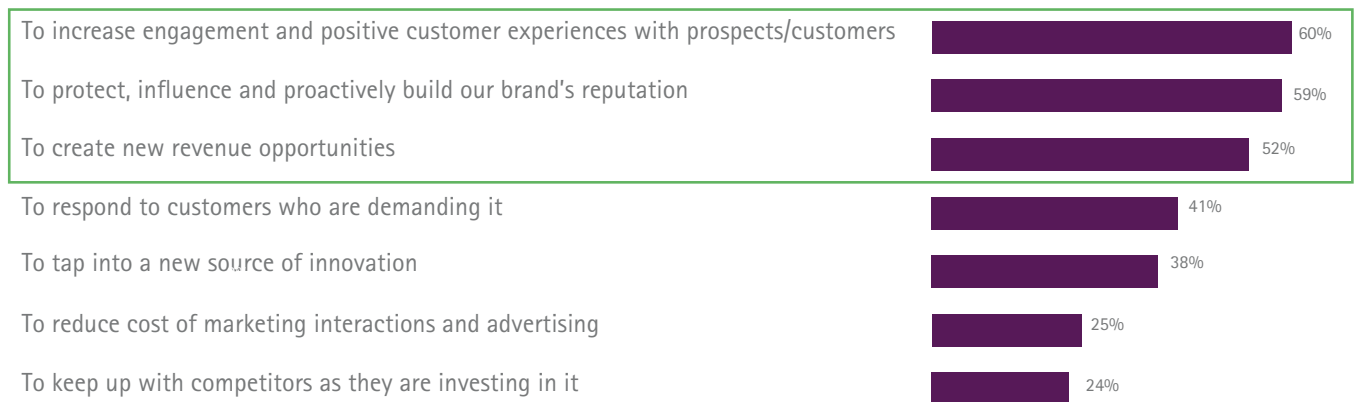 To increase engagement and positive customer experiences with prospects/customers 60%
To protect, influence and proactively build our brand's reputation 59%
To create new revenue opportunities 52%
To respond to customers who are demanding it 41%
To tap into a new source of innovation 38%
To reduce cost of marketing interactions and advertising 25%
To keep up with competitors as they are investing in it 24%